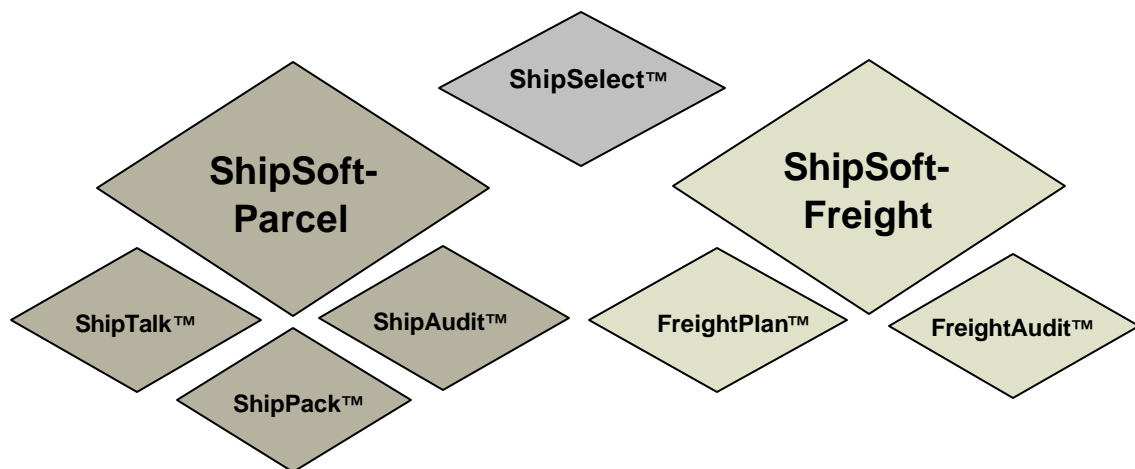 ShipSelect™
ShipSoft-
Parcel
ShipSoft-
Freight
ShipTalk™
ShipAudit™
ShipPack™
FreightPlan™
FreightAudit™